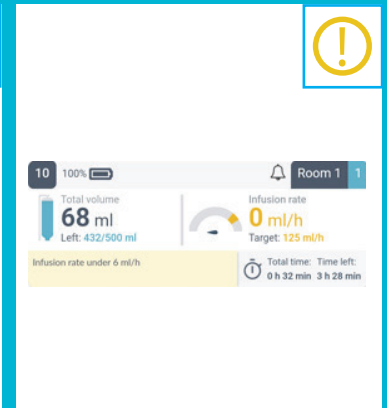 10 100% Room 1 1
Total volume
68 ml
Left: 432/500 ml
Infusion rate
0 ml/h
Target: 125 ml/h
Infusion rate under 6 ml/h
Total time: Time left:
0 h 32 min 3 h 28 min